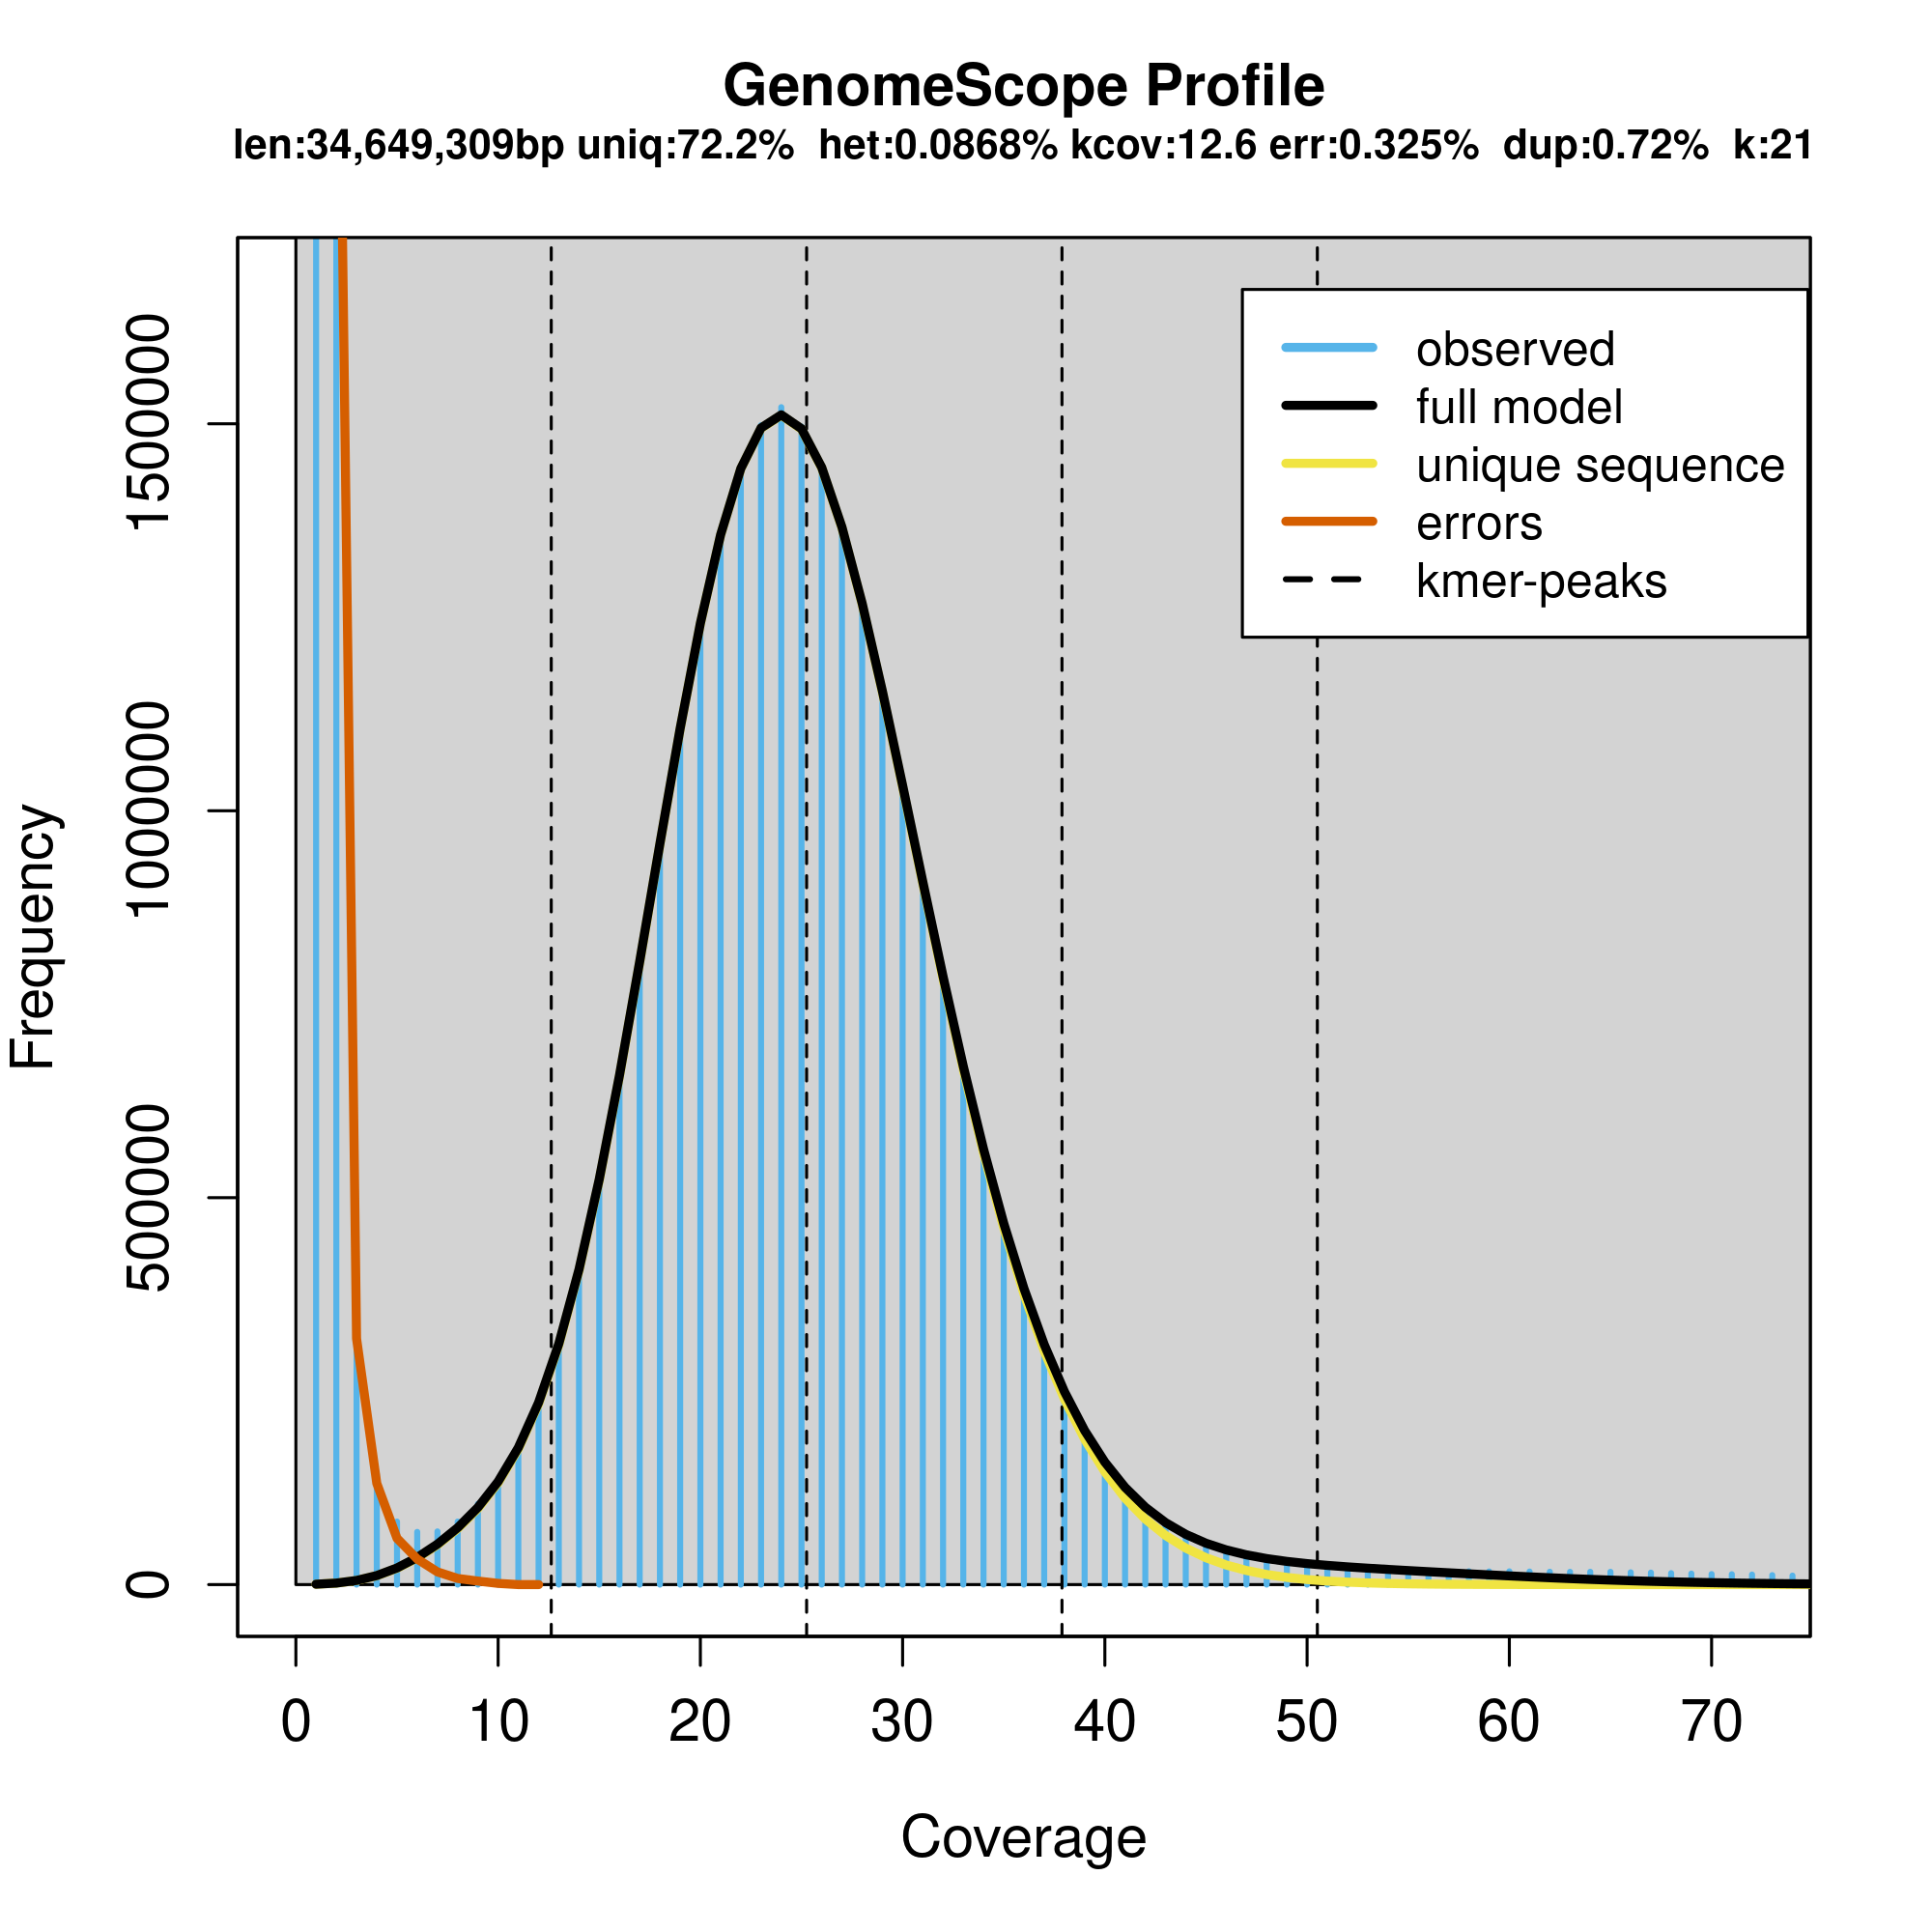 GenomeScope Profile
len:34,649,309bp uniq:72.2% het:0.0868% kcov:12.6 err:0.325% dup:0.72% k:21
observed
full model
unique sequence
errors
kmer-peaks
Frequency
1500000
1000000
500000
0
0 10 20 30 40 50 60 70
Coverage